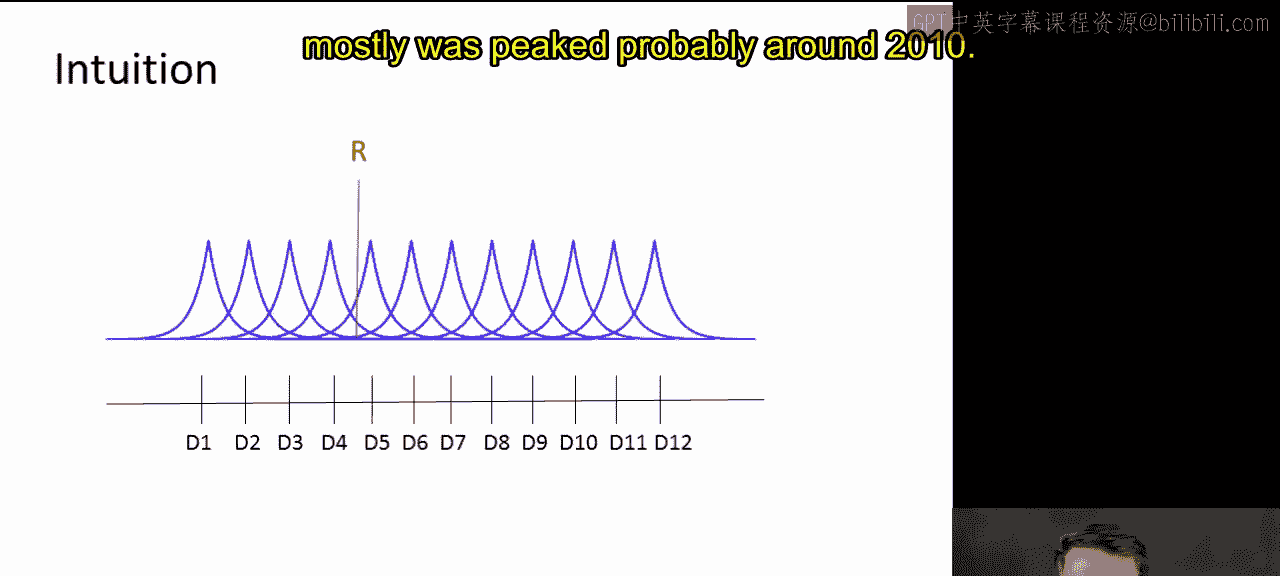 GPT中英字幕课程资源@bilibili.com
mostly was peaked probably around 2010.
Intuition
R
D1 D2 D3 D4 D5 D6 D7 D8 D9 D10 D11 D12